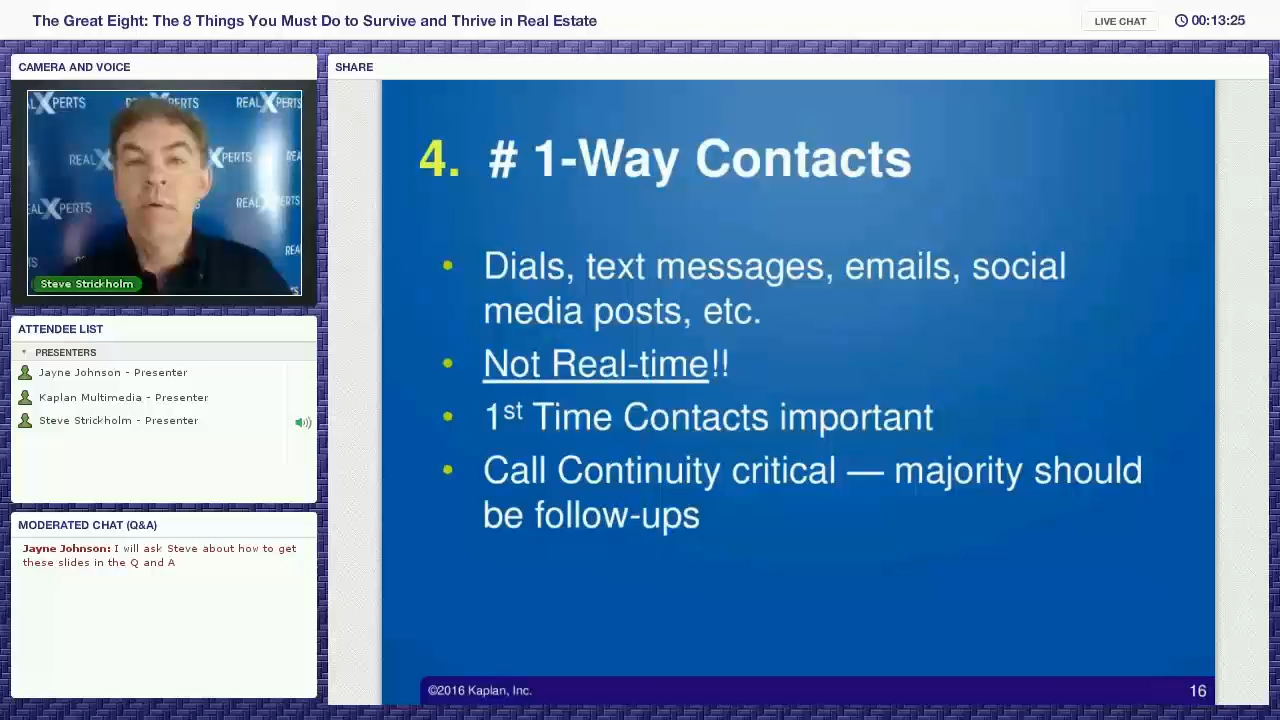 The Great Eight: The 8 Things You Must Do to Survive and Thrive in Real Estate
LIVE CHAT
00:13:25
CAMERA AND VOICE
SHARE
REALXPERTS
Steve Strickholm
ATTENDEE LIST
PRESENTERS
Jayne Johnson - Presenter
Kaplan Multimedia - Presenter
Steve Strickholm - Presenter
MODERATED CHAT (Q&A)
Jayne Johnson: I will ask Steve about how to get
these slides in the Q and A
4. # 1-Way Contacts
• Dials, text messages, emails, social
media posts, etc.
• Not Real-time!!
• 1st Time Contacts important
• Call Continuity critical — majority should
be follow-ups
©2016 Kaplan, Inc.
16